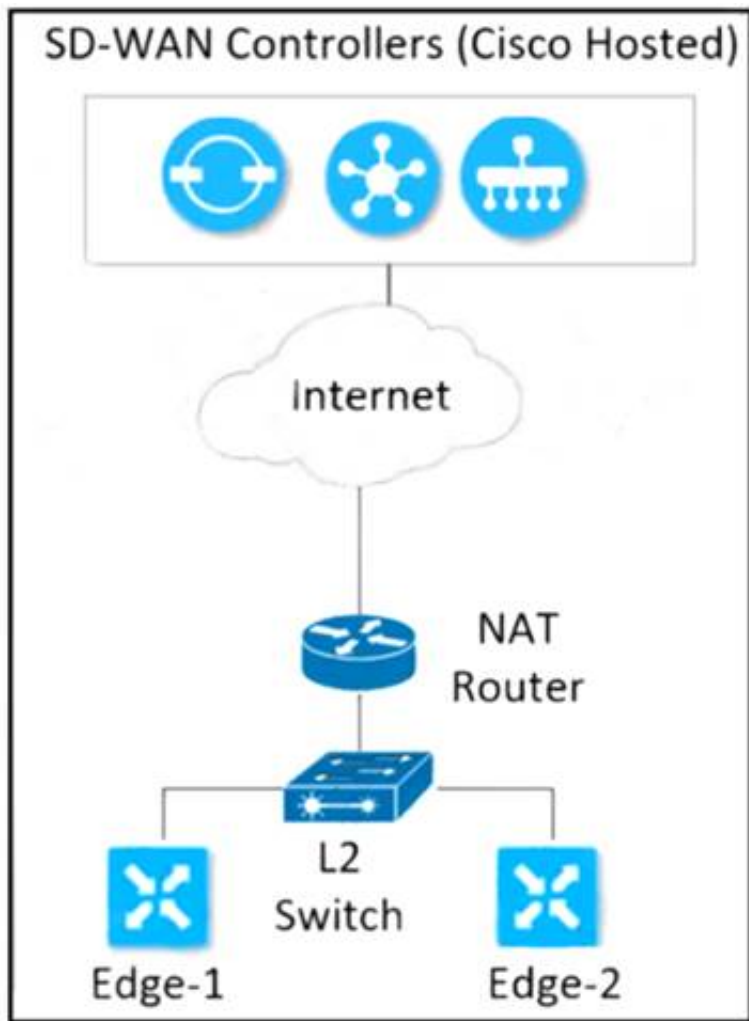 SD-WAN Controllers (Cisco Hosted)
Internet
NAT
Router
L2
Switch
Edge-1
Edge-2